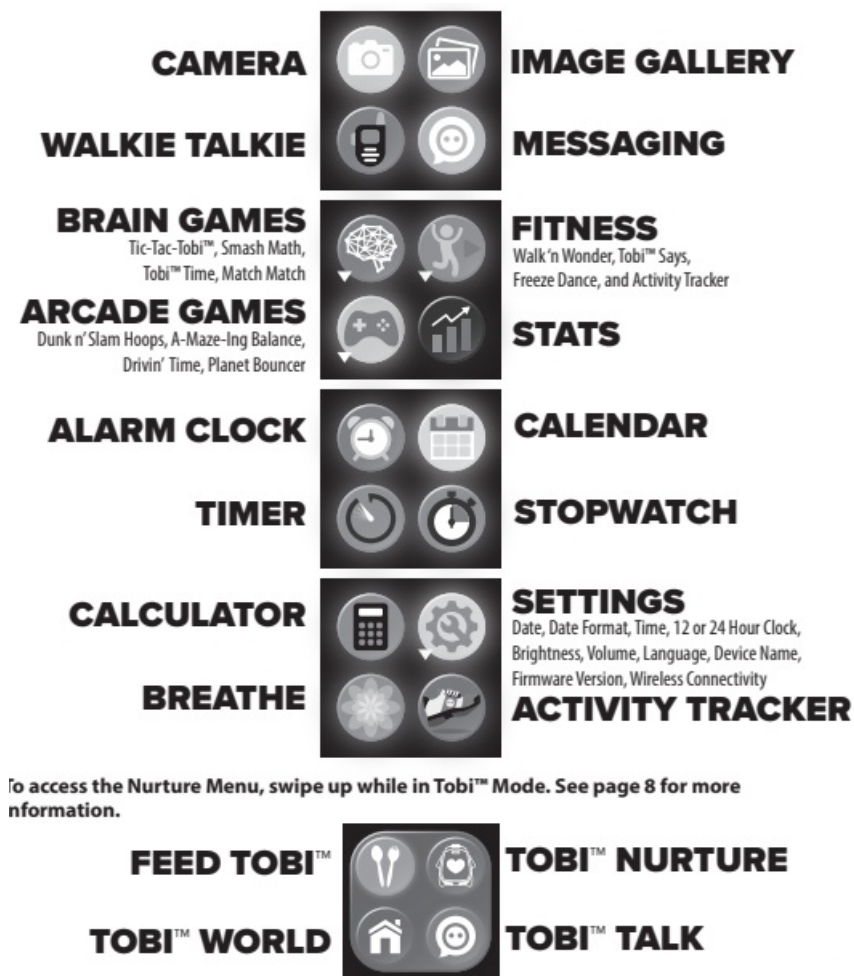 CAMERA
IMAGE GALLERY
WALKIE TALKIE
MESSAGING
BRAIN GAMES
Tic-Tac-Tobi™, Smash Math,
Tobi™ Time, Match Match
FITNESS
Walk 'n Wonder, Tobi™ Says,
Freeze Dance, and Activity Tracker
ARCADE GAMES
Dunk n' Slam Hoops, A-Maze-Ing Balance,
Drivin' Time, Planet Bouncer
STATS
ALARM CLOCK
CALENDAR
TIMER
STOPWATCH
CALCULATOR
SETTINGS
Date, Date Format, Time, 12 or 24 Hour Clock,
Brightness, Volume, Language, Device Name,
Firmware Version, Wireless Connectivity
BREATHE
ACTIVITY TRACKER
To access the Nurture Menu, swipe up while in Tobi™ Mode. See page 8 for more
nformation.
FEED TOBI™
TOBI™ NURTURE
TOBI™ WORLD
TOBI™ TALK